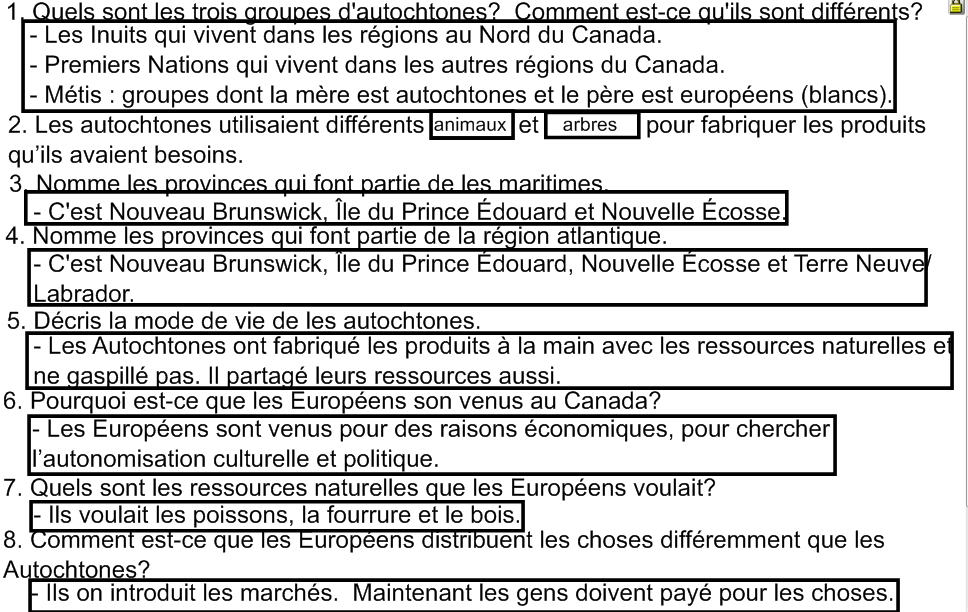 1. Quels sont les trois groupes d'autochtones?  Comment est-ce qu'ils sont différents?
- Les Inuits qui vivent dans les régions au Nord du Canada.
- Premiers Nations qui vivent dans les autres régions du Canada.
- Métis : groupes dont la mère est autochtones et le père est européens (blancs).
2. Les autochtones utilisaient différents animaux et arbres pour fabriquer les produits
qu'ils avaient besoins.
3. Nomme les provinces qui font partie de les maritimes.
- C'est Nouveau Brunswick, Île du Prince Édouard et Nouvelle Écosse.
4. Nomme les provinces qui font partie de la région atlantique.
- C'est Nouveau Brunswick, Île du Prince Édouard, Nouvelle Écosse et Terre Neuve/
Labrador.
5. Décris la mode de vie de les autochtones.
- Les Autochtones ont fabriqué les produits à la main avec les ressources naturelles et
ne gaspillé pas. Il partagé leurs ressources aussi.
6. Pourquoi est-ce que les Européens son venus au Canada?
- Les Européens sont venus pour des raisons économiques, pour chercher
l'autonomisation culturelle et politique.
7. Quels sont les ressources naturelles que les Européens voulait?
- Ils voulait les poissons, la fourrure et le bois.
8. Comment est-ce que les Européens distribuent les choses différemment que les
Autochtones?
- Ils on introduit les marchés.  Maintenant les gens doivent payé pour les choses.